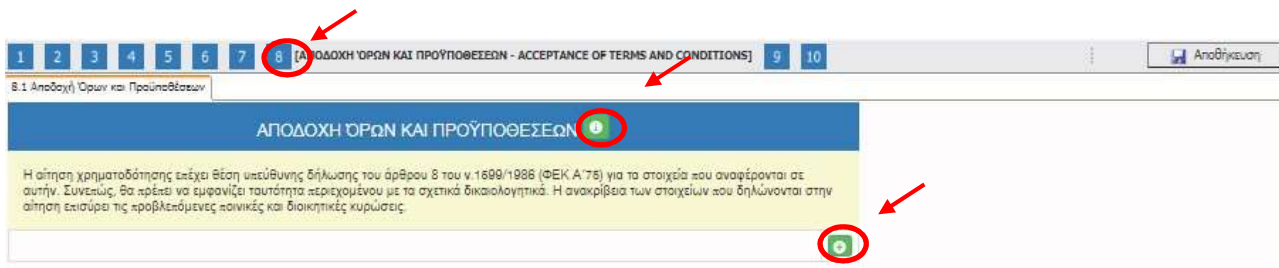 1 2 3 4 5 6 7 8 [ΑΠΟΔΟΧΗ ΌΡΩΝ ΚΑΙ ΠΡΟΫΠΟΘΕΣΕΩΝ - ACCEPTANCE OF TERMS AND CONDITIONS] 9 10 Αποθήκευση
8.1 Αποδοχή Όρων και Προϋποθέσεων
ΑΠΟΔΟΧΗ ΌΡΩΝ ΚΑΙ ΠΡΟΫΠΟΘΕΣΕΩΝ
Η αίτηση χρηματοδότησης επέχει θέση υπεύθυνης δήλωσης του άρθρου 8 του ν.1599/1986 (ΦΕΚ Α΄75) για τα στοιχεία που αναφέρονται σε
αυτήν. Συνεπώς, θα πρέπει να εμφανίζει ταυτότητα περιεχομένου με τα σχετικά δικαιολογητικά. Η ανακρίβεια των στοιχείων που δηλώνονται στην
αίτηση επισύρει τις προβλεπόμενες ποινικές και διοικητικές κυρώσεις.